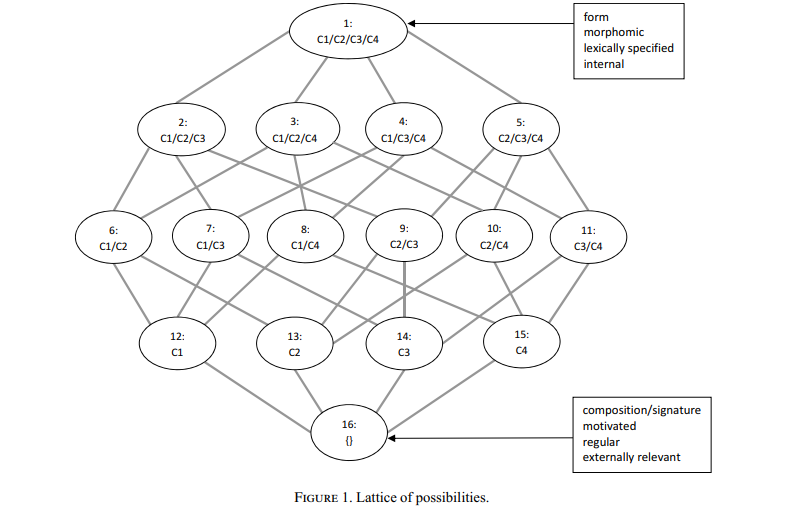 1:
C1/C2/C3/C4
form
morphomic
lexically specified
internal
2:
C1/C2/C3
3:
C1/C2/C4
4:
C1/C3/C4
5:
C2/C3/C4
6:
C1/C2
7:
C1/C3
8:
C1/C4
9:
C2/C3
10:
C2/C4
11:
C3/C4
12:
C1
13:
C2
14:
C3
15:
C4
16:
{}
composition/signature
motivated
regular
externally relevant
FIGURE 1. Lattice of possibilities.